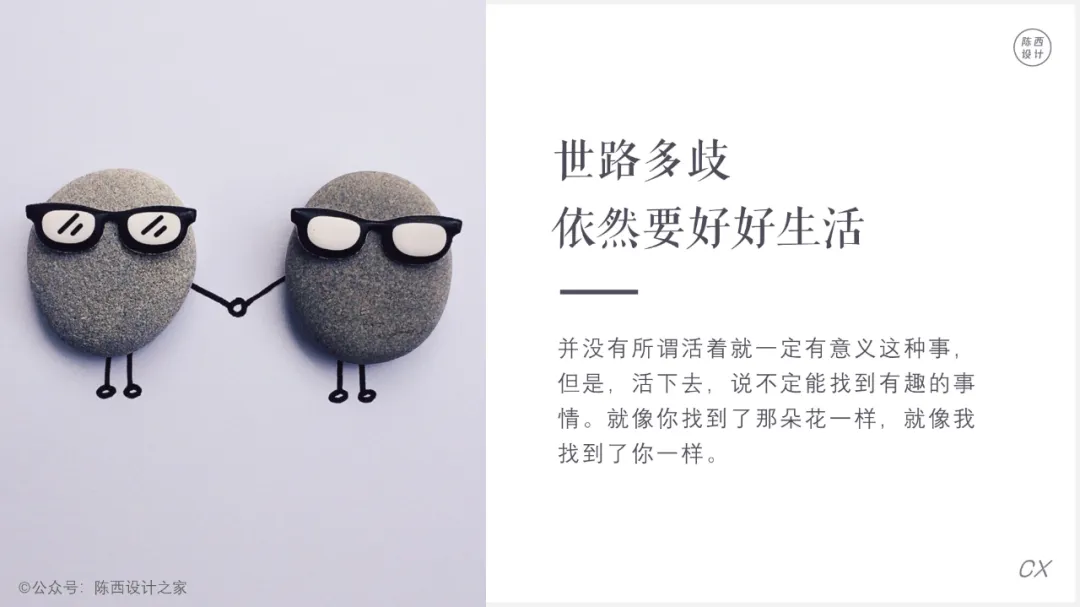 陈西
设计
世路多歧
依然要好好生活
并没有所谓活着就一定有意义这种事，
但是，活下去，说不定能找到有趣的事
情。就像你找到了那朵花一样，就像我
找到了你一样。
©公众号：陈西设计之家
CX